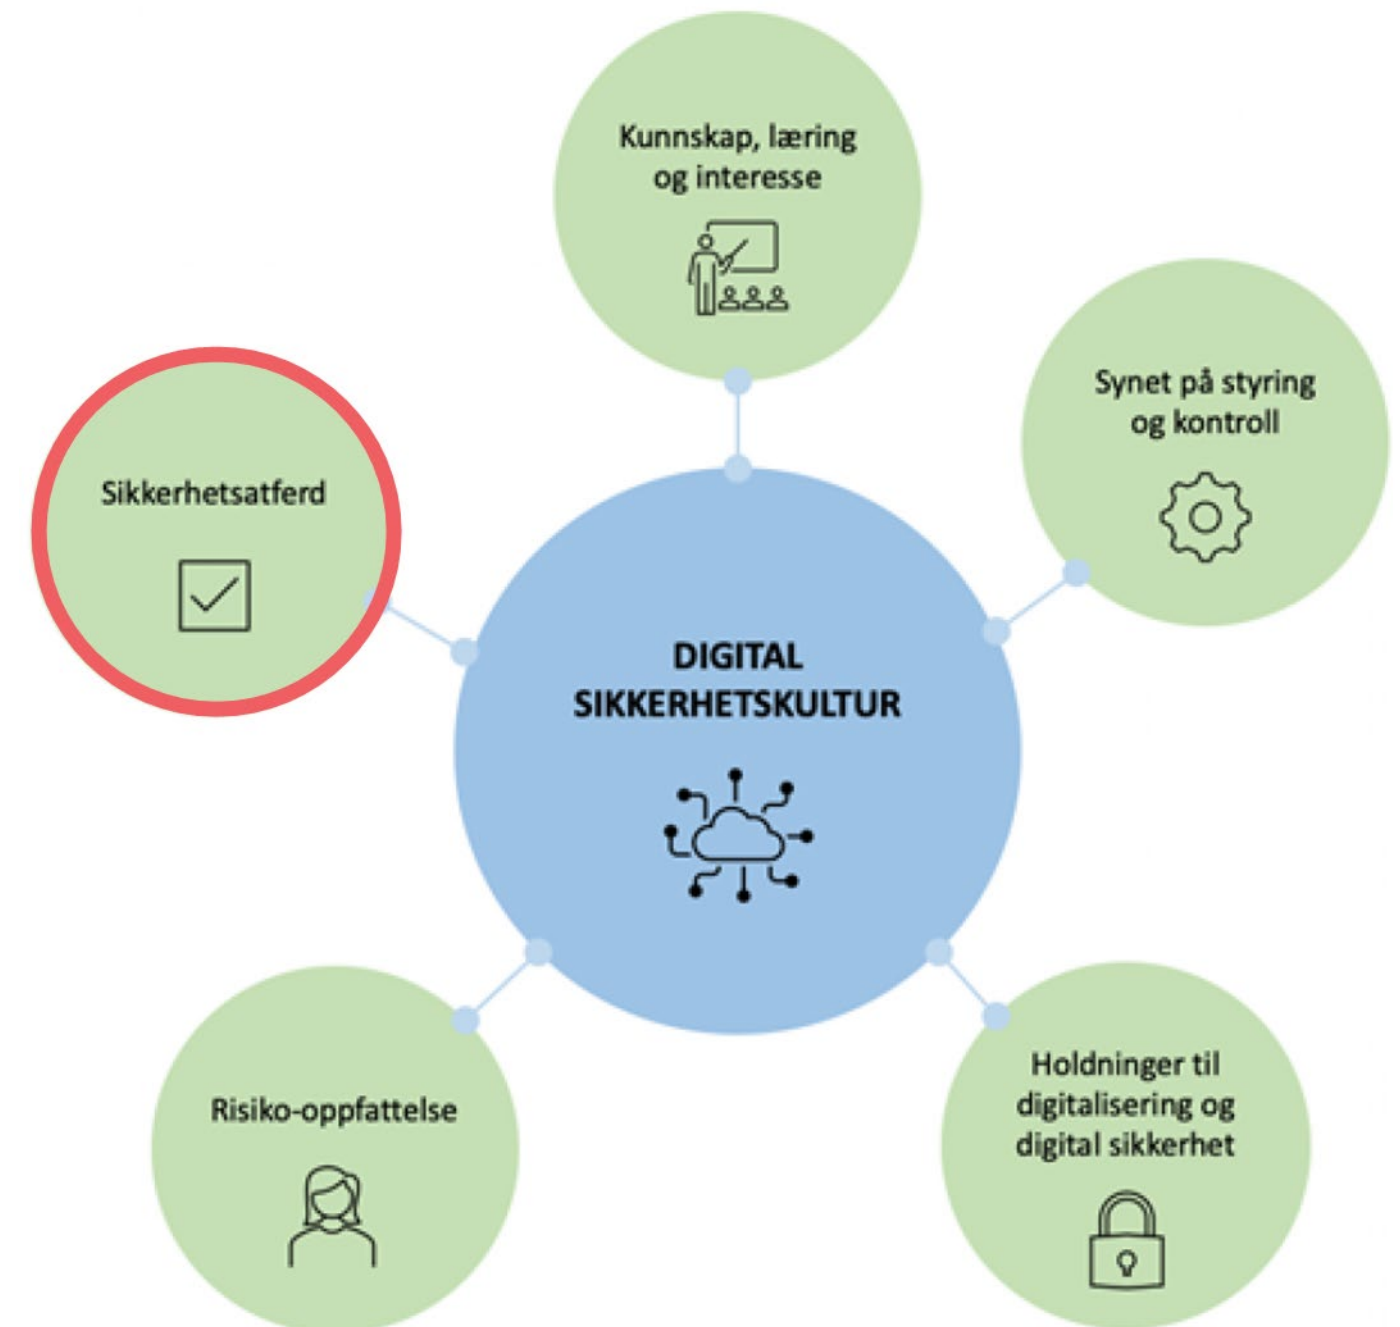 Kunnskap, læring
og interesse
Synet på styring
og kontroll
Sikkerhetsatferd
DIGITAL
SIKKERHETSKULTUR
Holdninger til
digitalisering og
digital sikkerhet
Risiko-oppfattelse